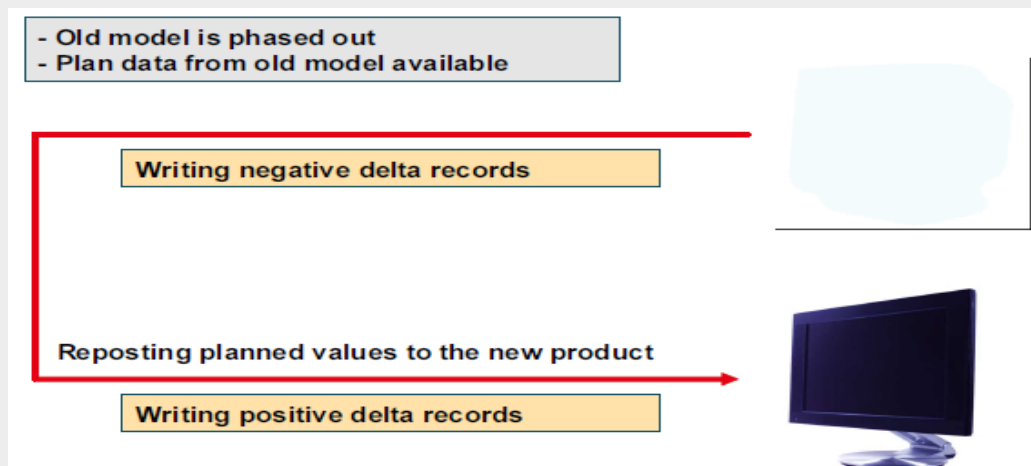 - Old model is phased out
- Plan data from old model available
Writing negative delta records
Reposting planned values to the new product
Writing positive delta records